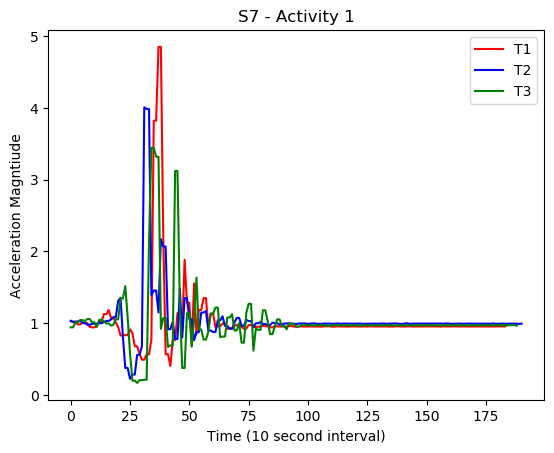 S7 - Activity 1
5
4
3
2
1
0
Acceleration Magntiude
T1
T2
T3
0 25 50 75 100 125 150 175
Time (10 second interval)